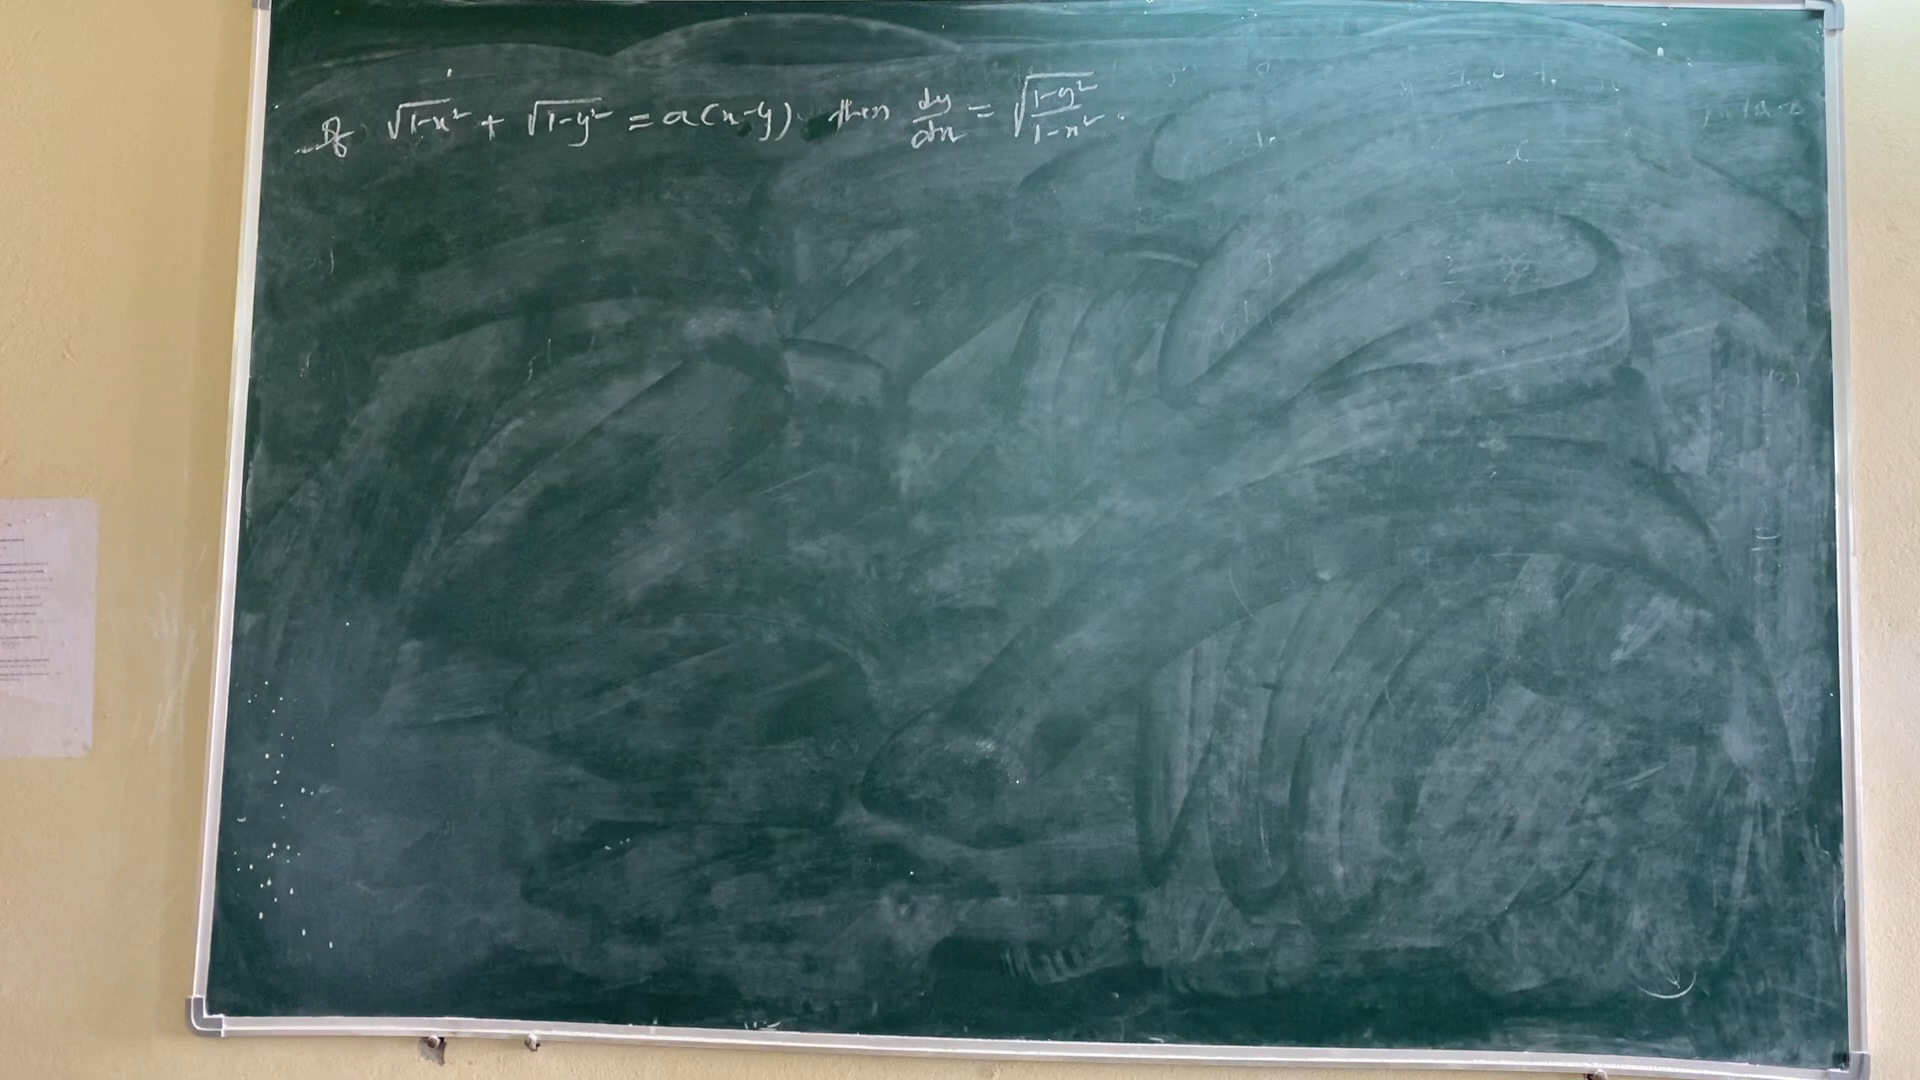 If √1-x² + √1-y² = a(x-y) then dy/dx = √1-y²/1-x².